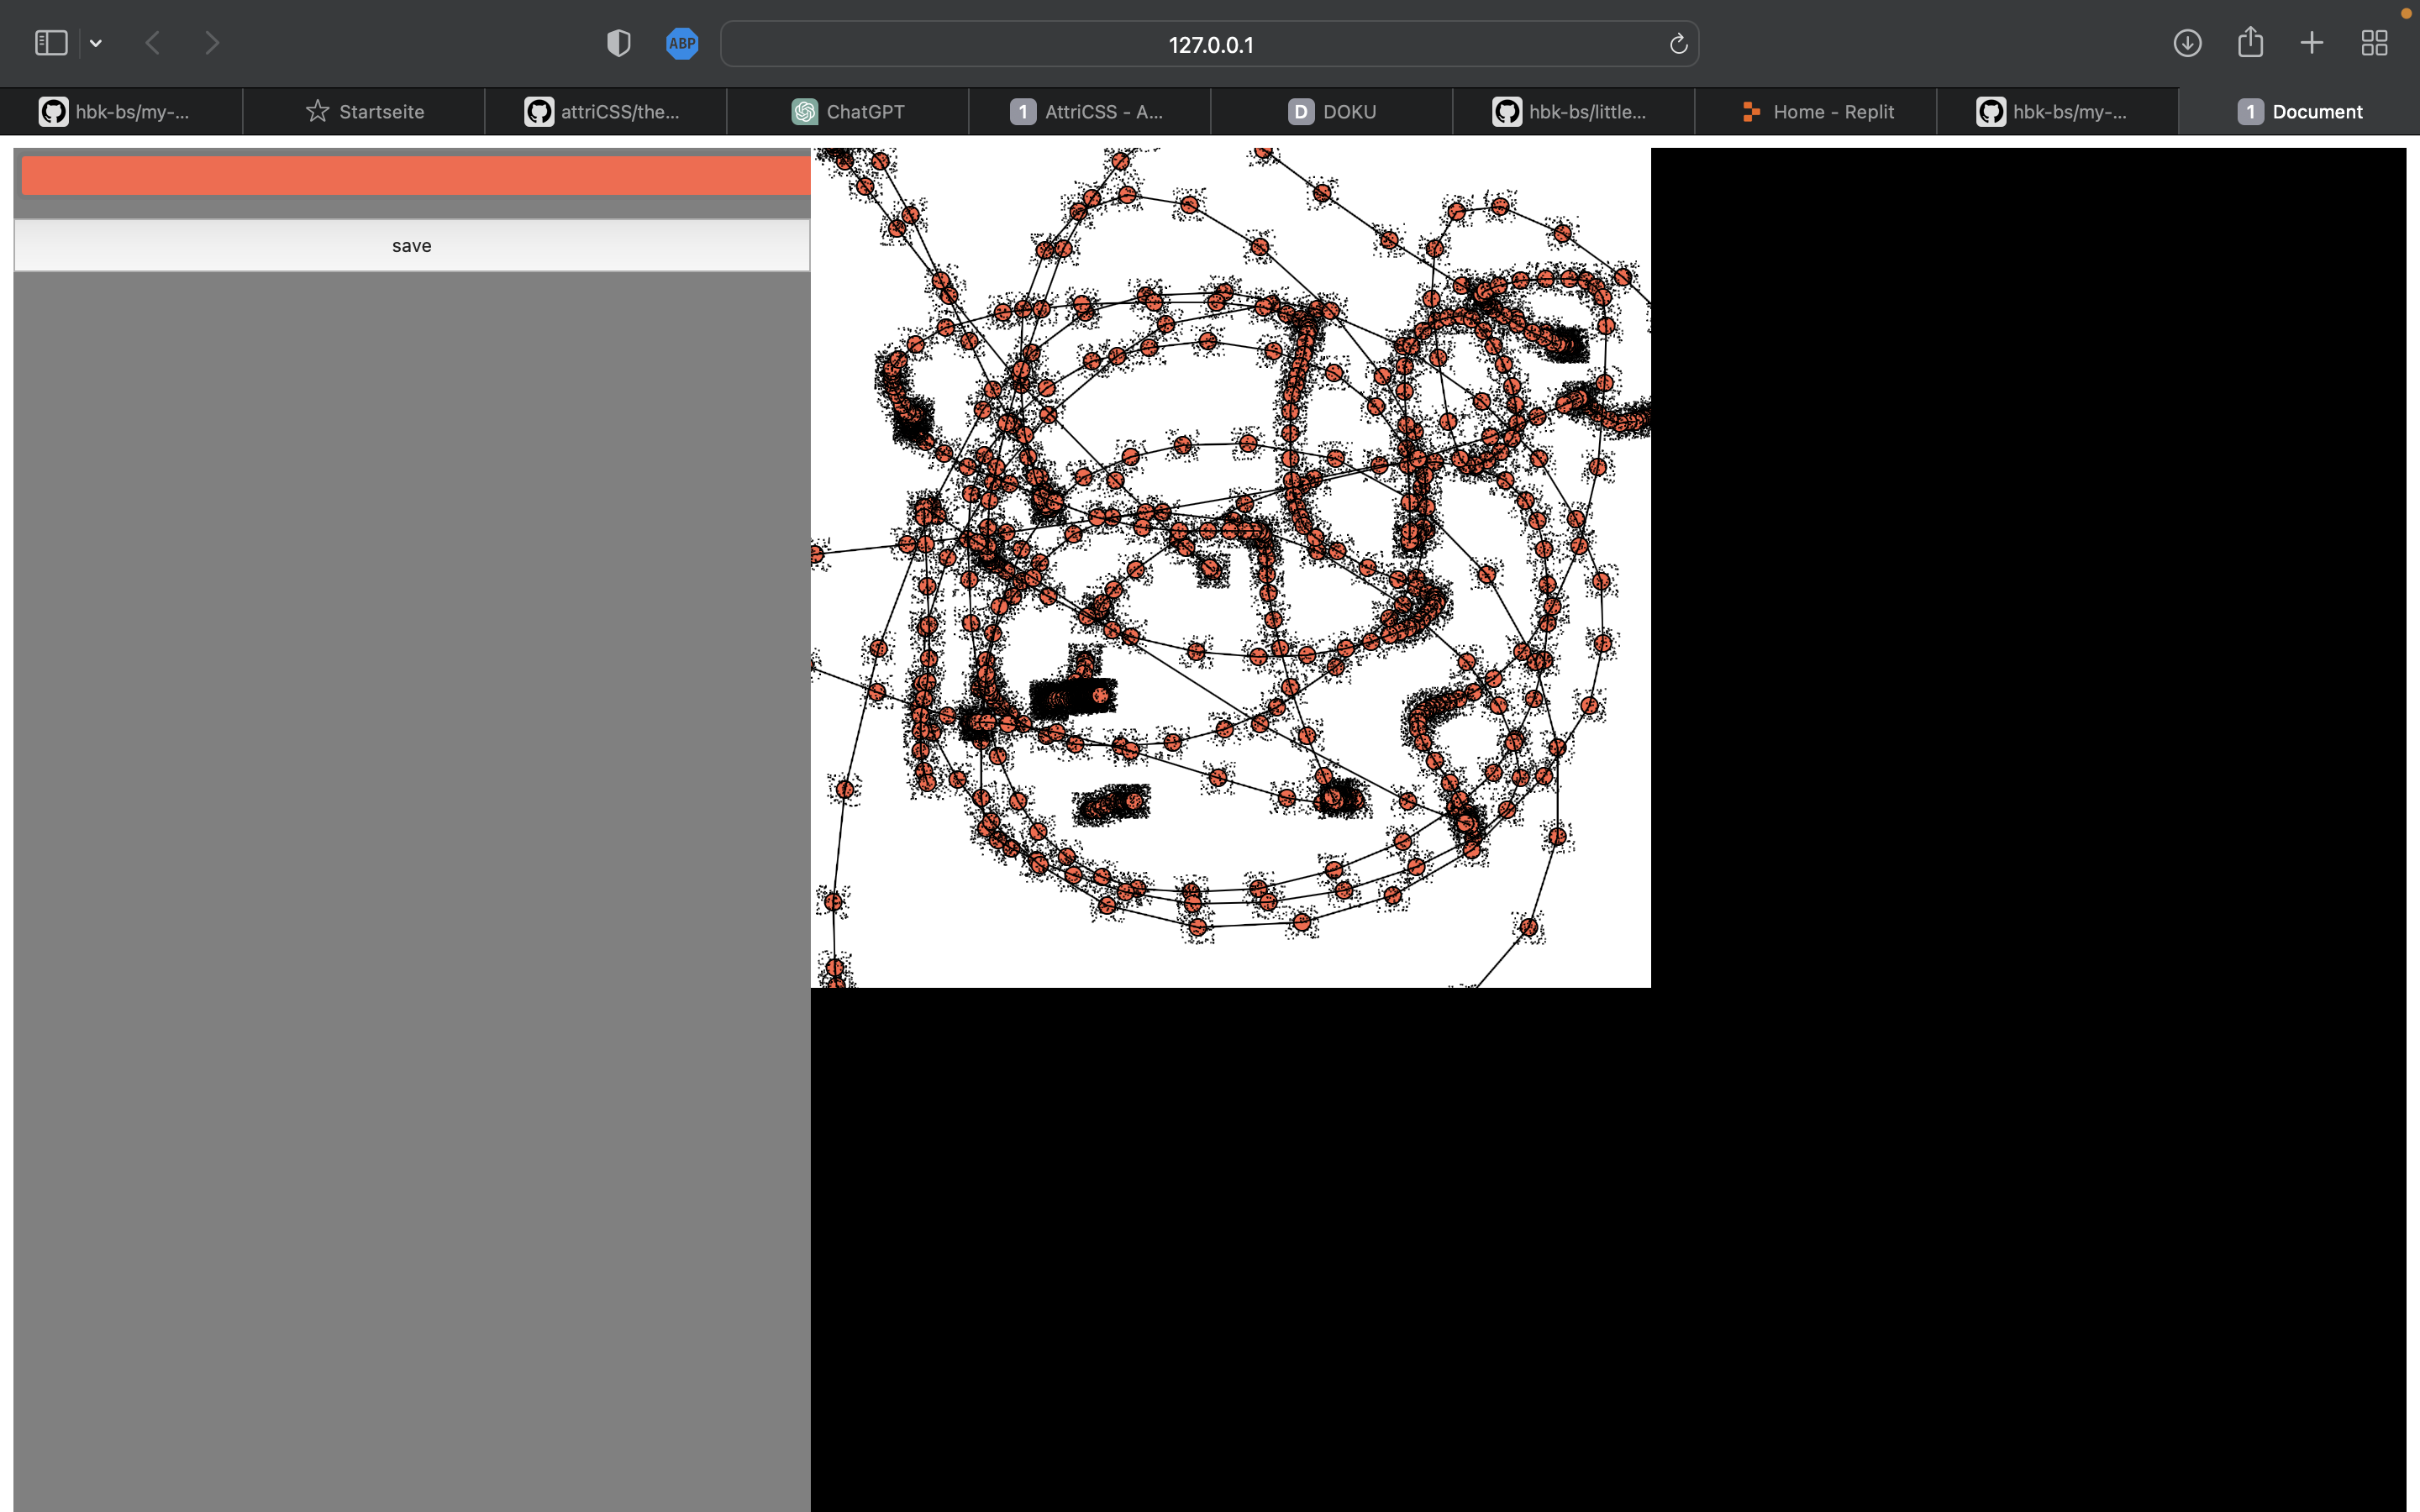 ABP
127.0.0.1
hbk-bs/my-...
Startseite
attriCSS/the...
ChatGPT
1 AttriCSS - A...
D DOKU
hbk-bs/little...
Home - Replit
hbk-bs/my-...
1 Document
save